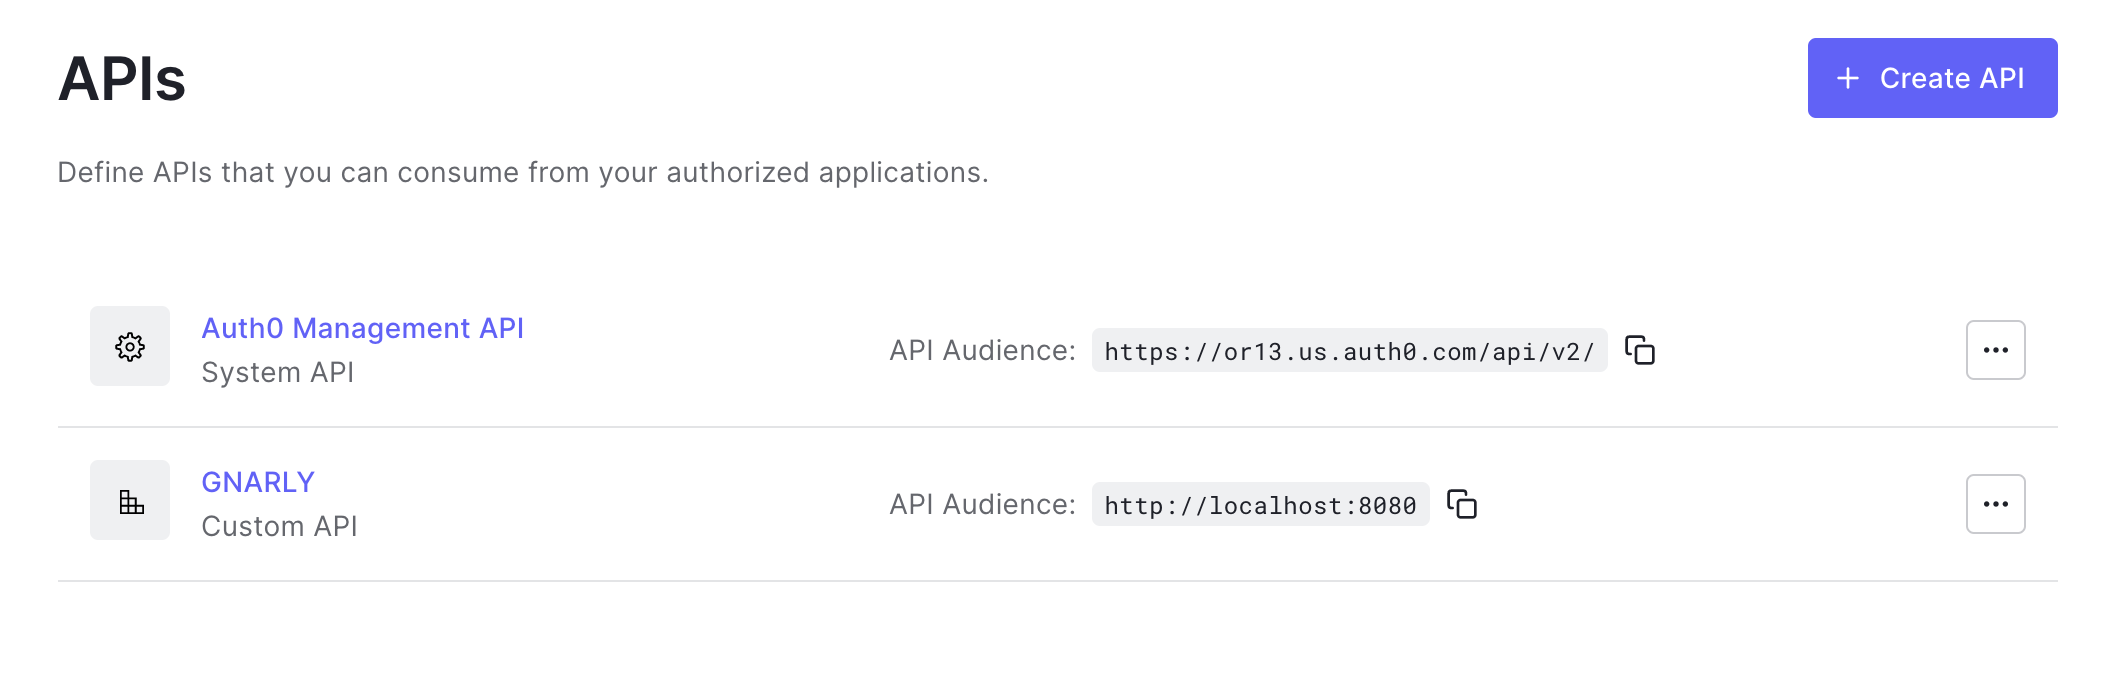 APIs
+ Create API
Define APIs that you can consume from your authorized applications.
Auth0 Management API
System API
API Audience: https://or13.us.auth0.com/api/v2/
GNARLY
Custom API
API Audience: http://localhost:8080